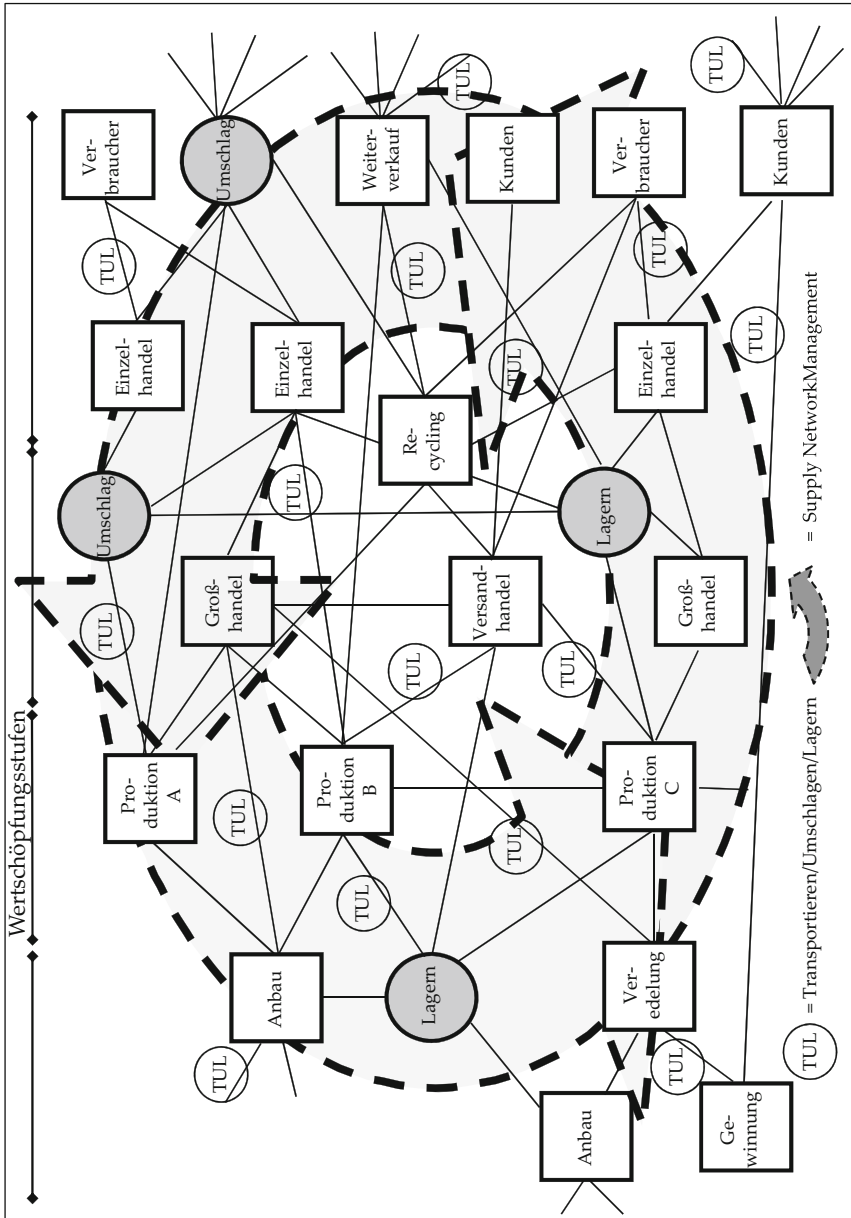 Wertschöpfungsstufen
Umschlag
Ver-
braucher
TUL
TUL
Pro-
duktion
A
Einzel-
handel
Umschlag
TUL
Anbau
TUL
Groß-
handel
TUL
Einzel-
handel
TUL
Pro-
duktion
B
Weiter-
verkauf
Lagern
TUL
Re-
cycling
TUL
TUL
Versand-
handel
TUL
Kunden
TUL
Anbau
TUL
Ver-
edelung
Pro-
duktion
C
Lagern
Einzel-
handel
TUL
Ver-
braucher
TUL
Ge-
winnung
Groß-
handel
TUL
TUL
Kunden
TUL = Transportieren/Umschlagen/Lagern = Supply NetworkManagement